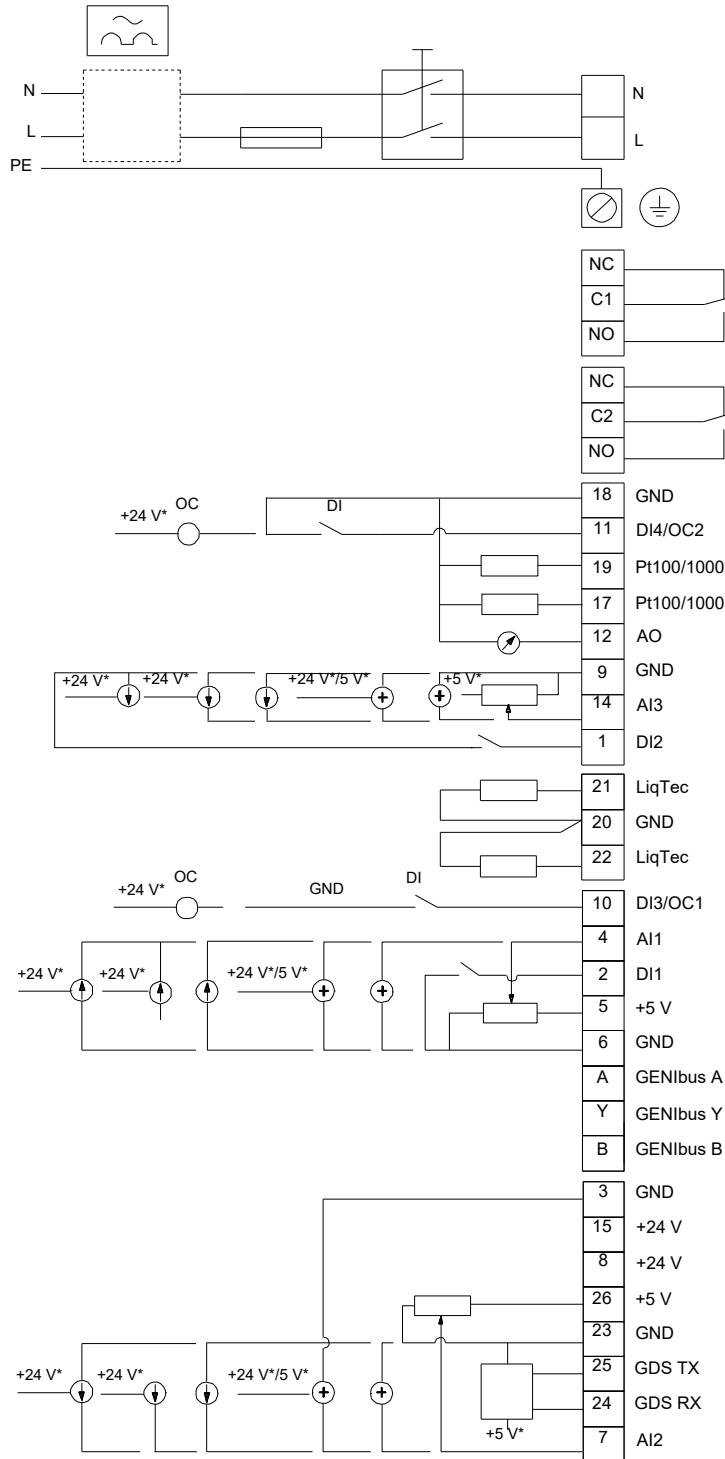 N
N
L
L
PE
NC
C1
NO
NC
C2
NO
18 GND
+24 V* OC DI
11 DI4/OC2
19 Pt100/1000
17 Pt100/1000
12 AO
9 GND
+24 V* +24 V* +24 V*/5 V* +5 V*
14 AI3
1 DI2
21 LiqTec
20 GND
22 LiqTec
+24 V* OC GND DI
10 DI3/OC1
4 AI1
+24 V* +24 V* +24 V*/5 V*
2 DI1
5 +5 V
6 GND
A GENIbus A
Y GENIbus Y
B GENIbus B
3 GND
15 +24 V
8 +24 V
26 +5 V
23 GND
+24 V* +24 V* +24 V*/5 V*
25 GDS TX
24 GDS RX
+5 V*
7 AI2